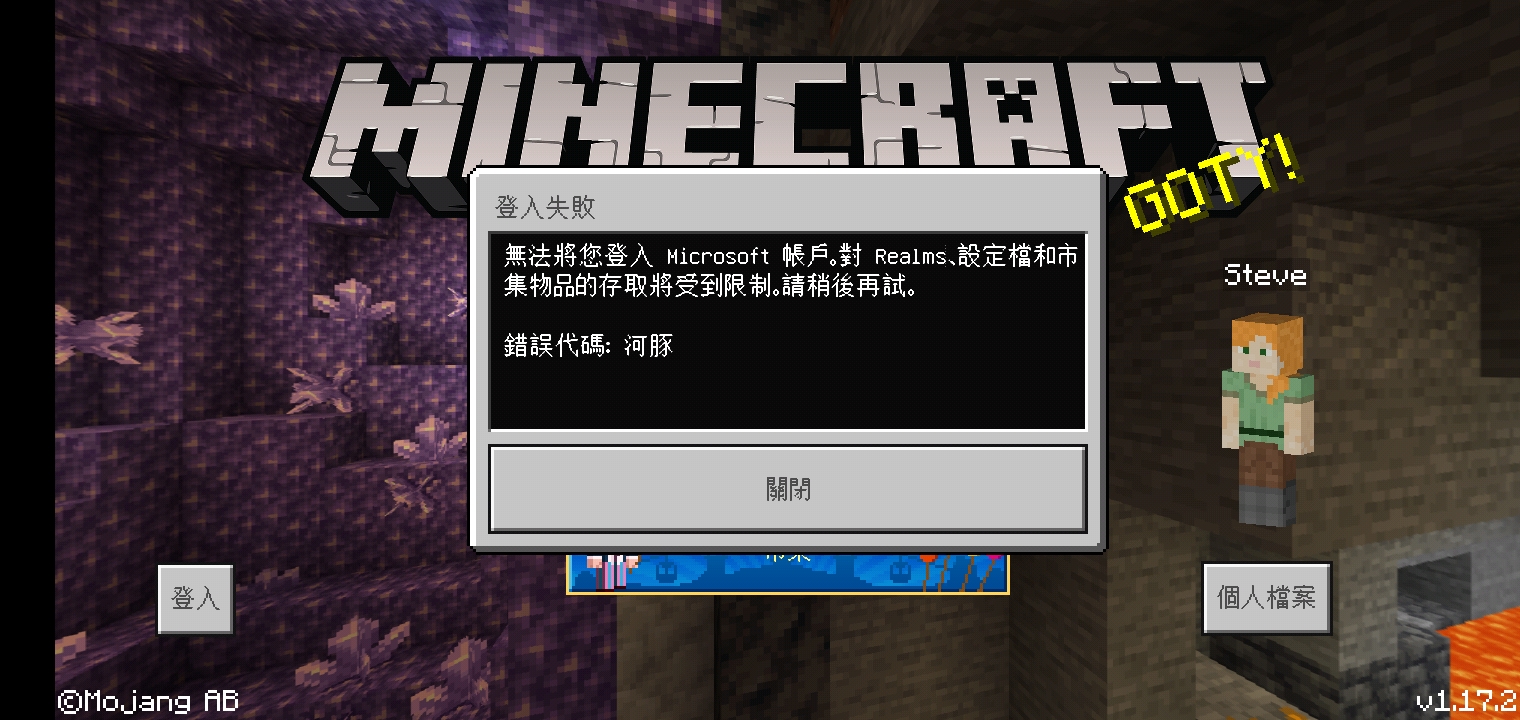 MINECRAFT
GOTY!
登入失敗
無法將您登入 Microsoft 帳戶。對 Realms、設定檔和市
集物品的存取將受到限制。請稍後再試。
錯誤代碼: 河豚
Steve
關閉
市集
登入
個人檔案
©Mojang AB
v1.17.2